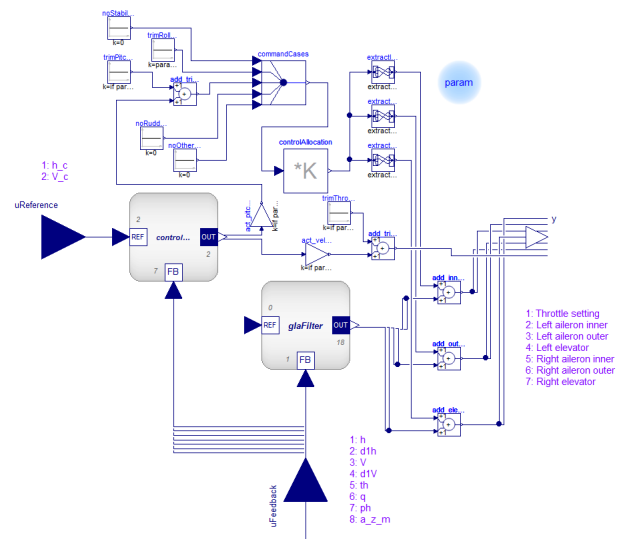 noStabil...
k=0
trimRoll...
k=para...
trimPitc...
k=if par...
add_tri...
commandCases
noRudd...
k=0
noOther...
k=0
controlAllocation
*K
extractI...
extract...
extract...
extract...
extract...
extract...
param
1: h_c
2: V_c
uReference
2
REF
control...
OUT
2
7
FB
act_pitc...
k=if par...
trimThro...
k=if par...
act_vel...
k=if par...
add_tri...
y
0
REF
glaFilter
OUT
18
1
FB
add_inn...
add_out...
add_ele...
1: Throttle setting
2: Left aileron inner
3: Left aileron outer
4: Left elevator
5: Right aileron inner
6: Right aileron outer
7: Right elevator
1: h
2: d1h
3: V
4: d1V
5: th
6: q
7: ph
8: a_z_m
uFeedback